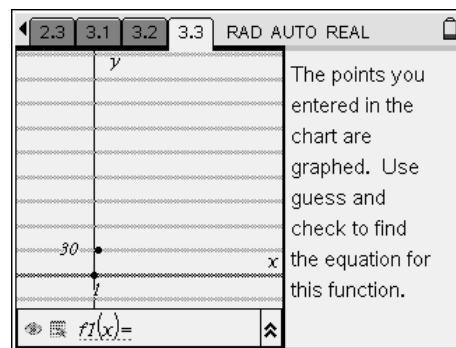 2.3 3.1 3.2 3.3 RAD AUTO REAL
y
30
x
1
f1(x)=
The points you
entered in the
chart are
graphed. Use
guess and
check to find
the equation for
this function.